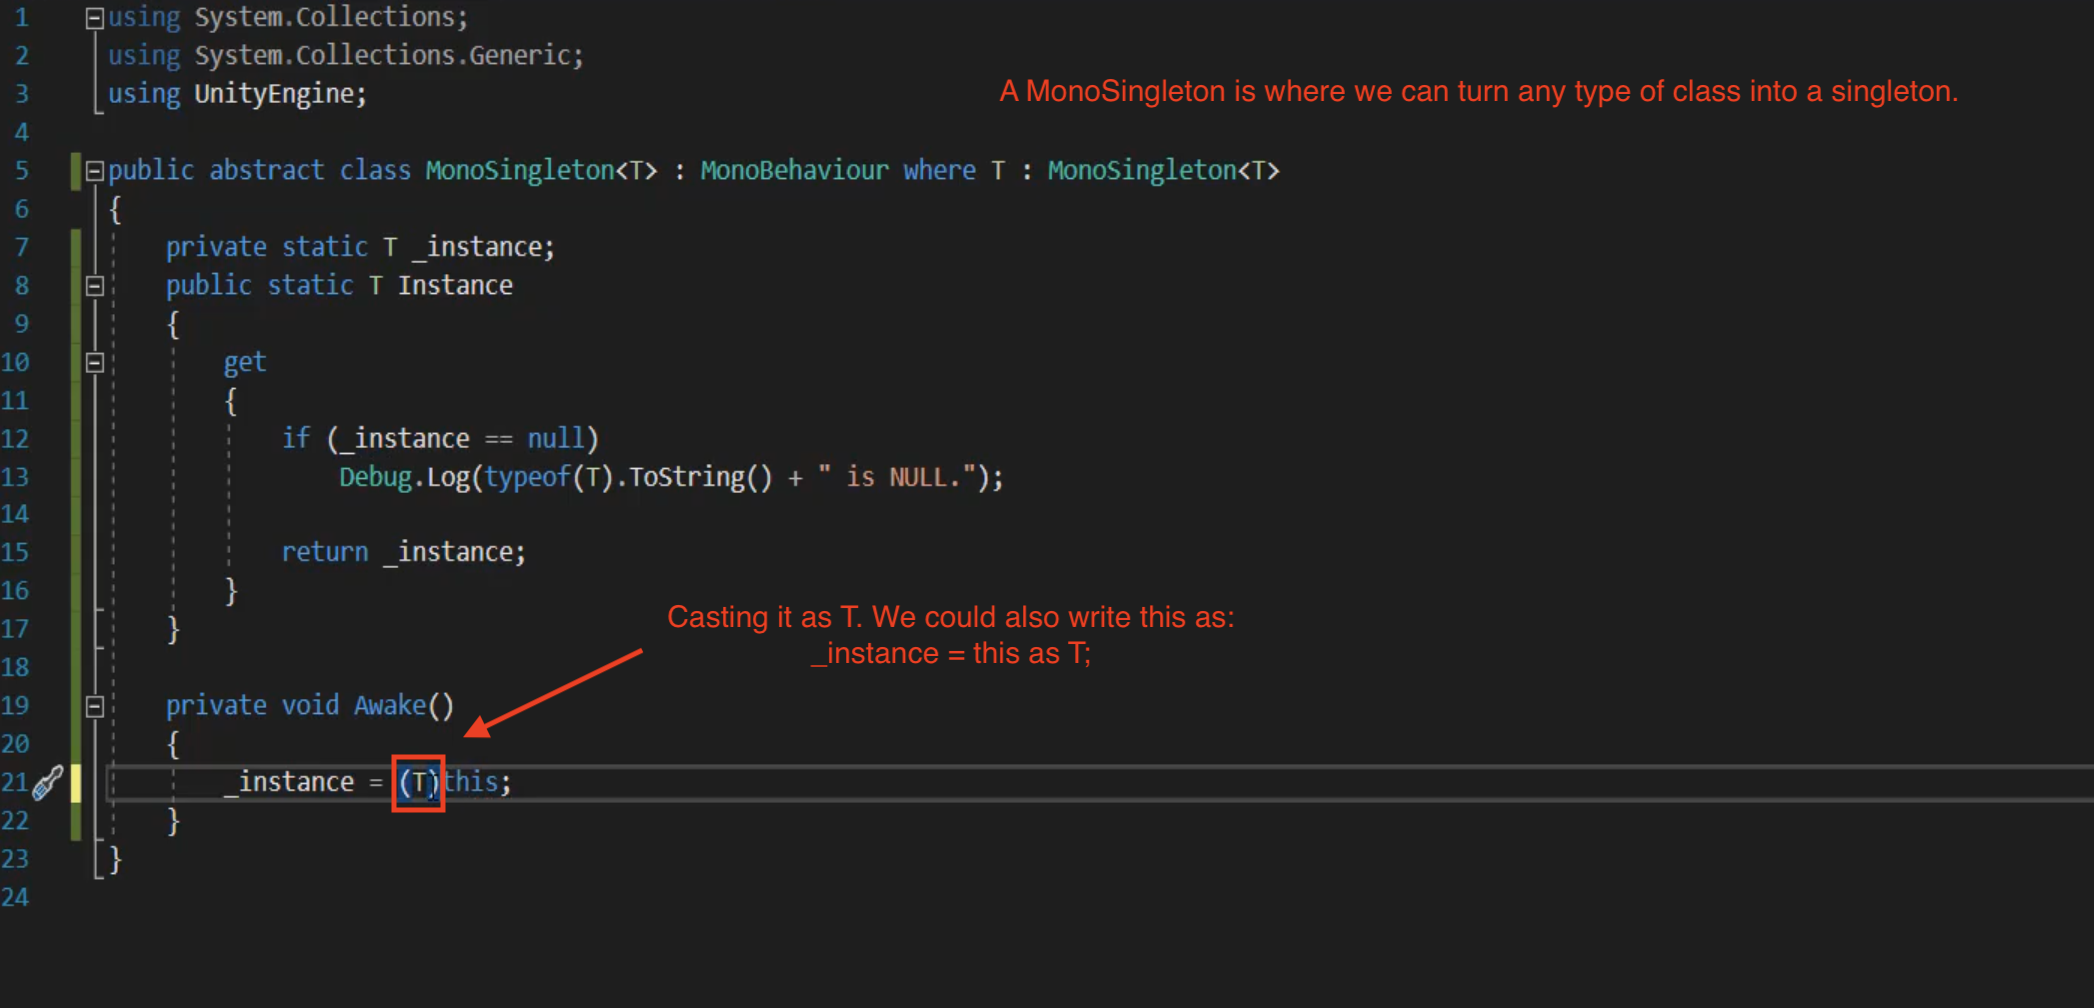 1 using System.Collections;
2 using System.Collections.Generic;
3 using UnityEngine;
A MonoSingleton is where we can turn any type of class into a singleton.
4
5 public abstract class MonoSingleton<T> : MonoBehaviour where T : MonoSingleton<T>
6 {
7 private static T _instance;
8 public static T Instance
9 {
10 get
11 {
12 if (_instance == null)
13 Debug.Log(typeof(T).ToString() + " is NULL.");
14
15 return _instance;
16 }
17 }
Casting it as T. We could also write this as:
_instance = this as T;
18
19 private void Awake()
20 {
21 _instance = (T)this;
22 }
23 }
24